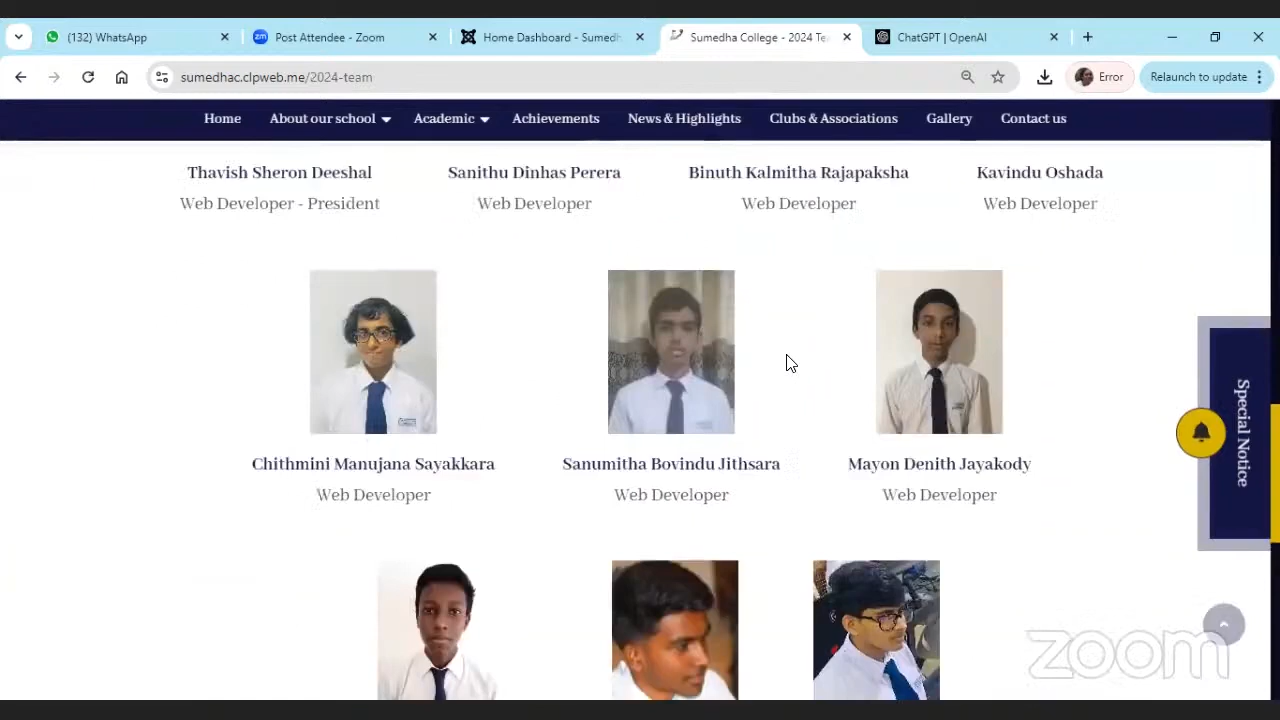 (132) WhatsApp
Post Attendee - Zoom
Home Dashboard - Sumedh
Sumedha College - 2024 Te
ChatGPT | OpenAI
sumedhac.clpweb.me/2024-team
Error
Relaunch to update
Home
About our school
Academic
Achievements
News & Highlights
Clubs & Associations
Gallery
Contact us
Thavish Sheron Deeshal
Sanithu Dinhas Perera
Binuth Kalmitha Rajapaksha
Kavindu Oshada
Web Developer - President
Web Developer
Web Developer
Web Developer
Special Notice
Chithmini Manujana Sayakkara
Sanumitha Bovindu Jithsara
Mayon Denith Jayakody
Web Developer
Web Developer
Web Developer
zoom